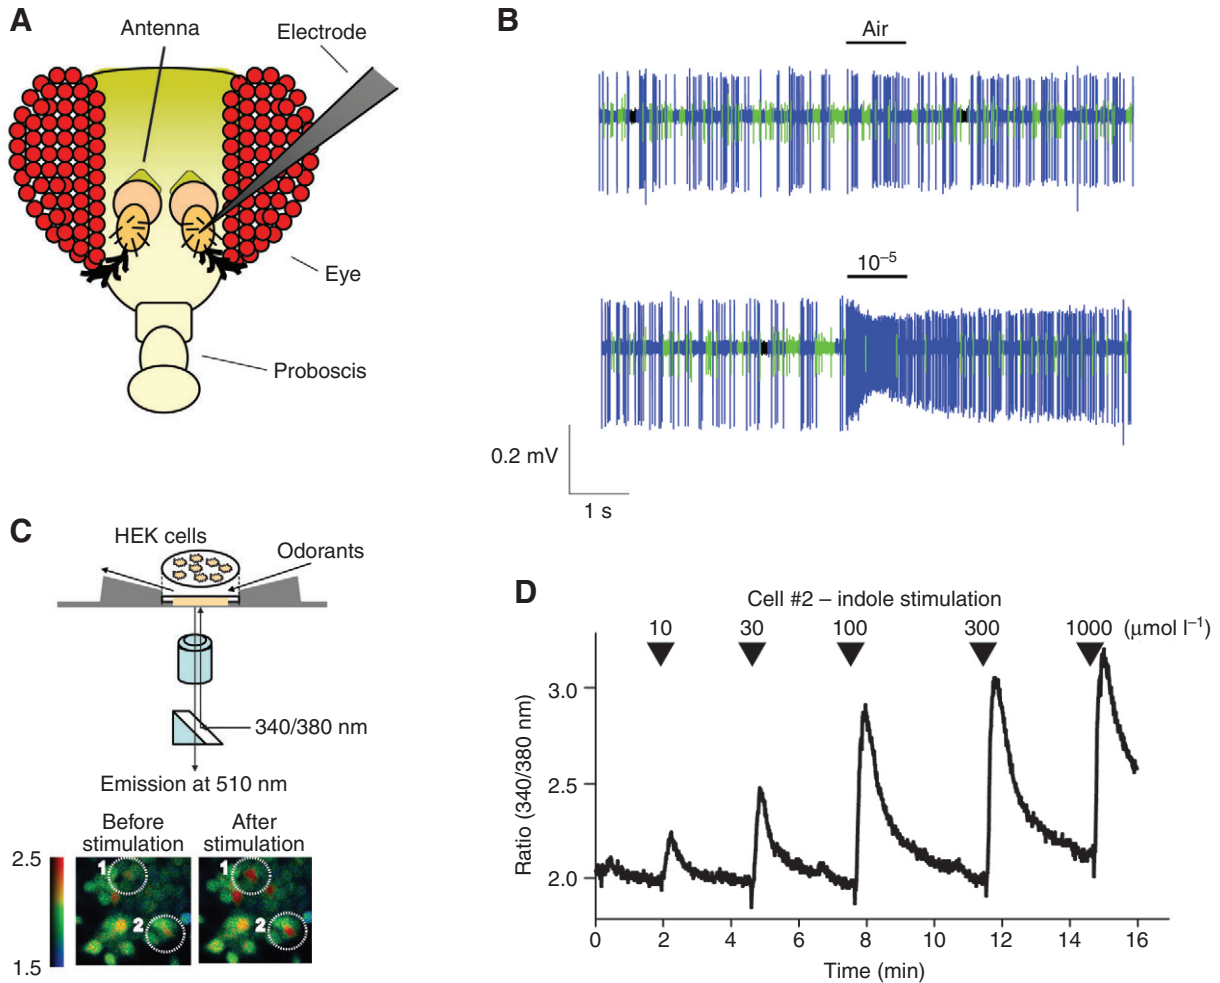 A
Antenna
Electrode
Eye
Proboscis
B
Air
10⁻⁵
0.2 mV
1 s
C
HEK cells
Odorants
340/380 nm
Emission at 510 nm
Before
stimulation
After
stimulation
2.5
1.5
1
2
1
2
D
Cell #2 – indole stimulation
10 30 100 300 1000 (μmol l⁻¹)
Ratio (340/380 nm)
3.0
2.5
2.0
0 2 4 6 8 10 12 14 16
Time (min)